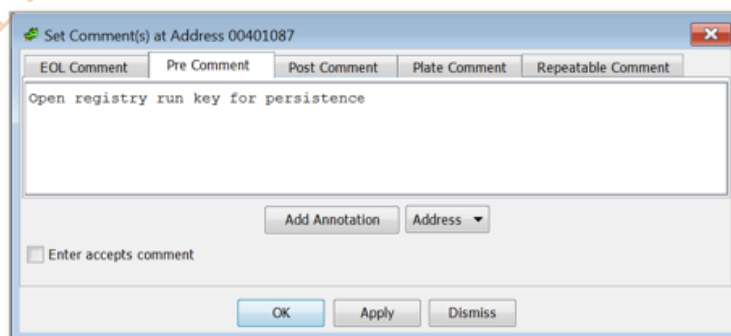 Set Comment(s) at Address 00401087
EOL Comment Pre Comment Post Comment Plate Comment Repeatable Comment
Open registry run key for persistence
Add Annotation Address
Enter accepts comment
OK Apply Dismiss